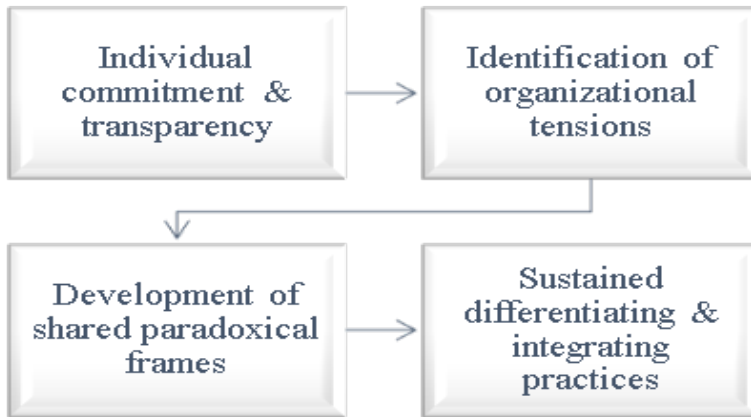 Individual
commitment &
transparency
Identification of
organizational
tensions
Development of
shared paradoxical
frames
Sustained
differentiating &
integrating
practices